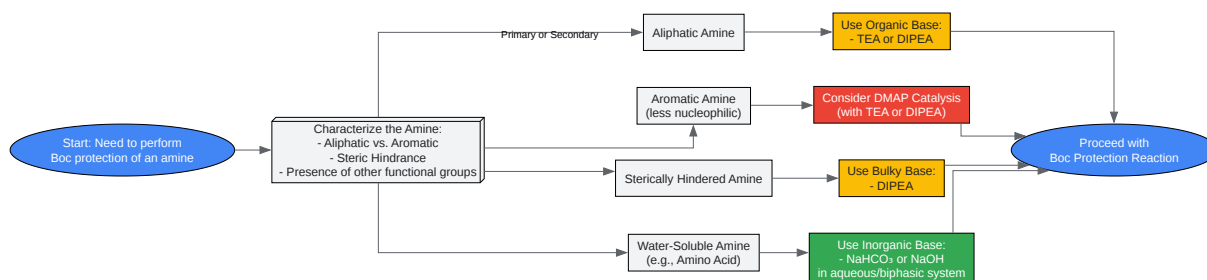 Start: Need to perform
Boc protection of an amine
Characterize the Amine:
- Aliphatic vs. Aromatic
- Steric Hindrance
- Presence of other functional groups
Primary or Secondary
Aliphatic Amine
Use Organic Base:
- TEA or DIPEA
Aromatic Amine
(less nucleophilic)
Consider DMAP Catalysis
(with TEA or DIPEA)
Sterically Hindered Amine
Use Bulky Base:
- DIPEA
Water-Soluble Amine
(e.g., Amino Acid)
Use Inorganic Base:
- NaHCO₃ or NaOH
in aqueous/biphasic system
Proceed with
Boc Protection Reaction